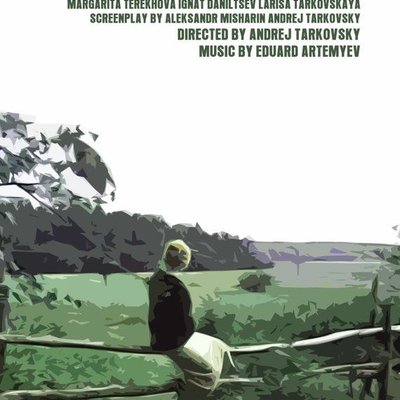 MARGARITA TEREKHOVA IGNAT DANILTSEV LARISA TARKOVSKAYA
SCREENPLAY BY ALEKSANDR MISHARIN ANDREJ TARKOVSKY
DIRECTED BY ANDREJ TARKOVSKY
MUSIC BY EDUARD ARTEMYEV